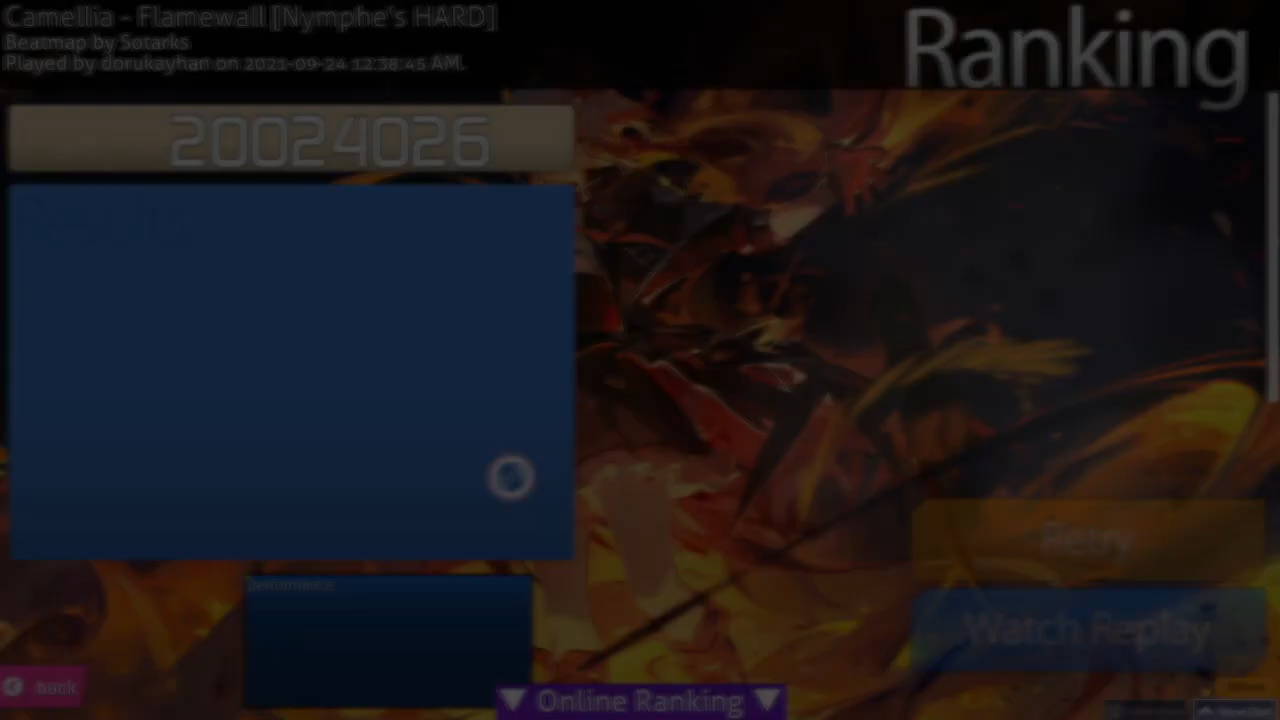 Camellia - Flamewall [Nymphe's HARD]
Beatmap by Sotarks
Played by dorukayhan on 2021-09-24 12:38:45 AM.
Ranking
20024026
Retry
Watch Replay
back
Online Ranking